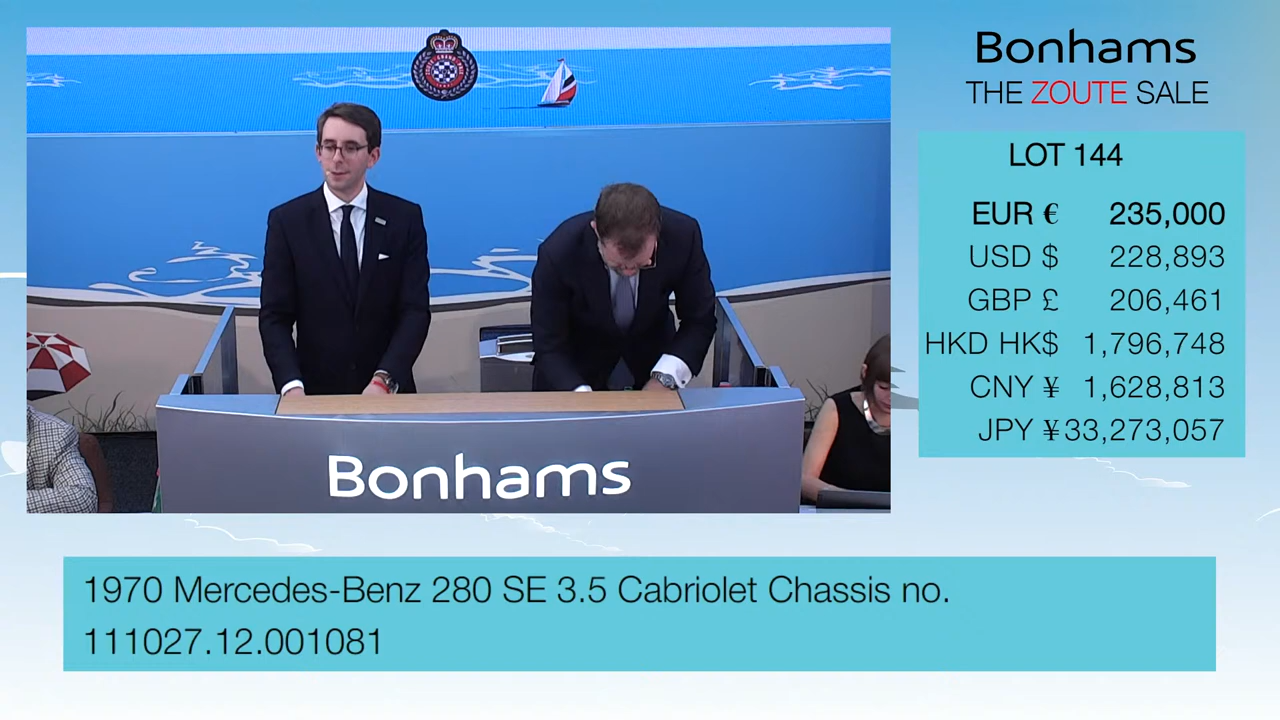 Bonhams
THE ZOUTE SALE
LOT 144
EUR € 235,000
USD $ 228,893
GBP £ 206,461
HKD HK$ 1,796,748
CNY ¥ 1,628,813
JPY ¥33,273,057
Bonhams
1970 Mercedes-Benz 280 SE 3.5 Cabriolet Chassis no.
111027.12.001081